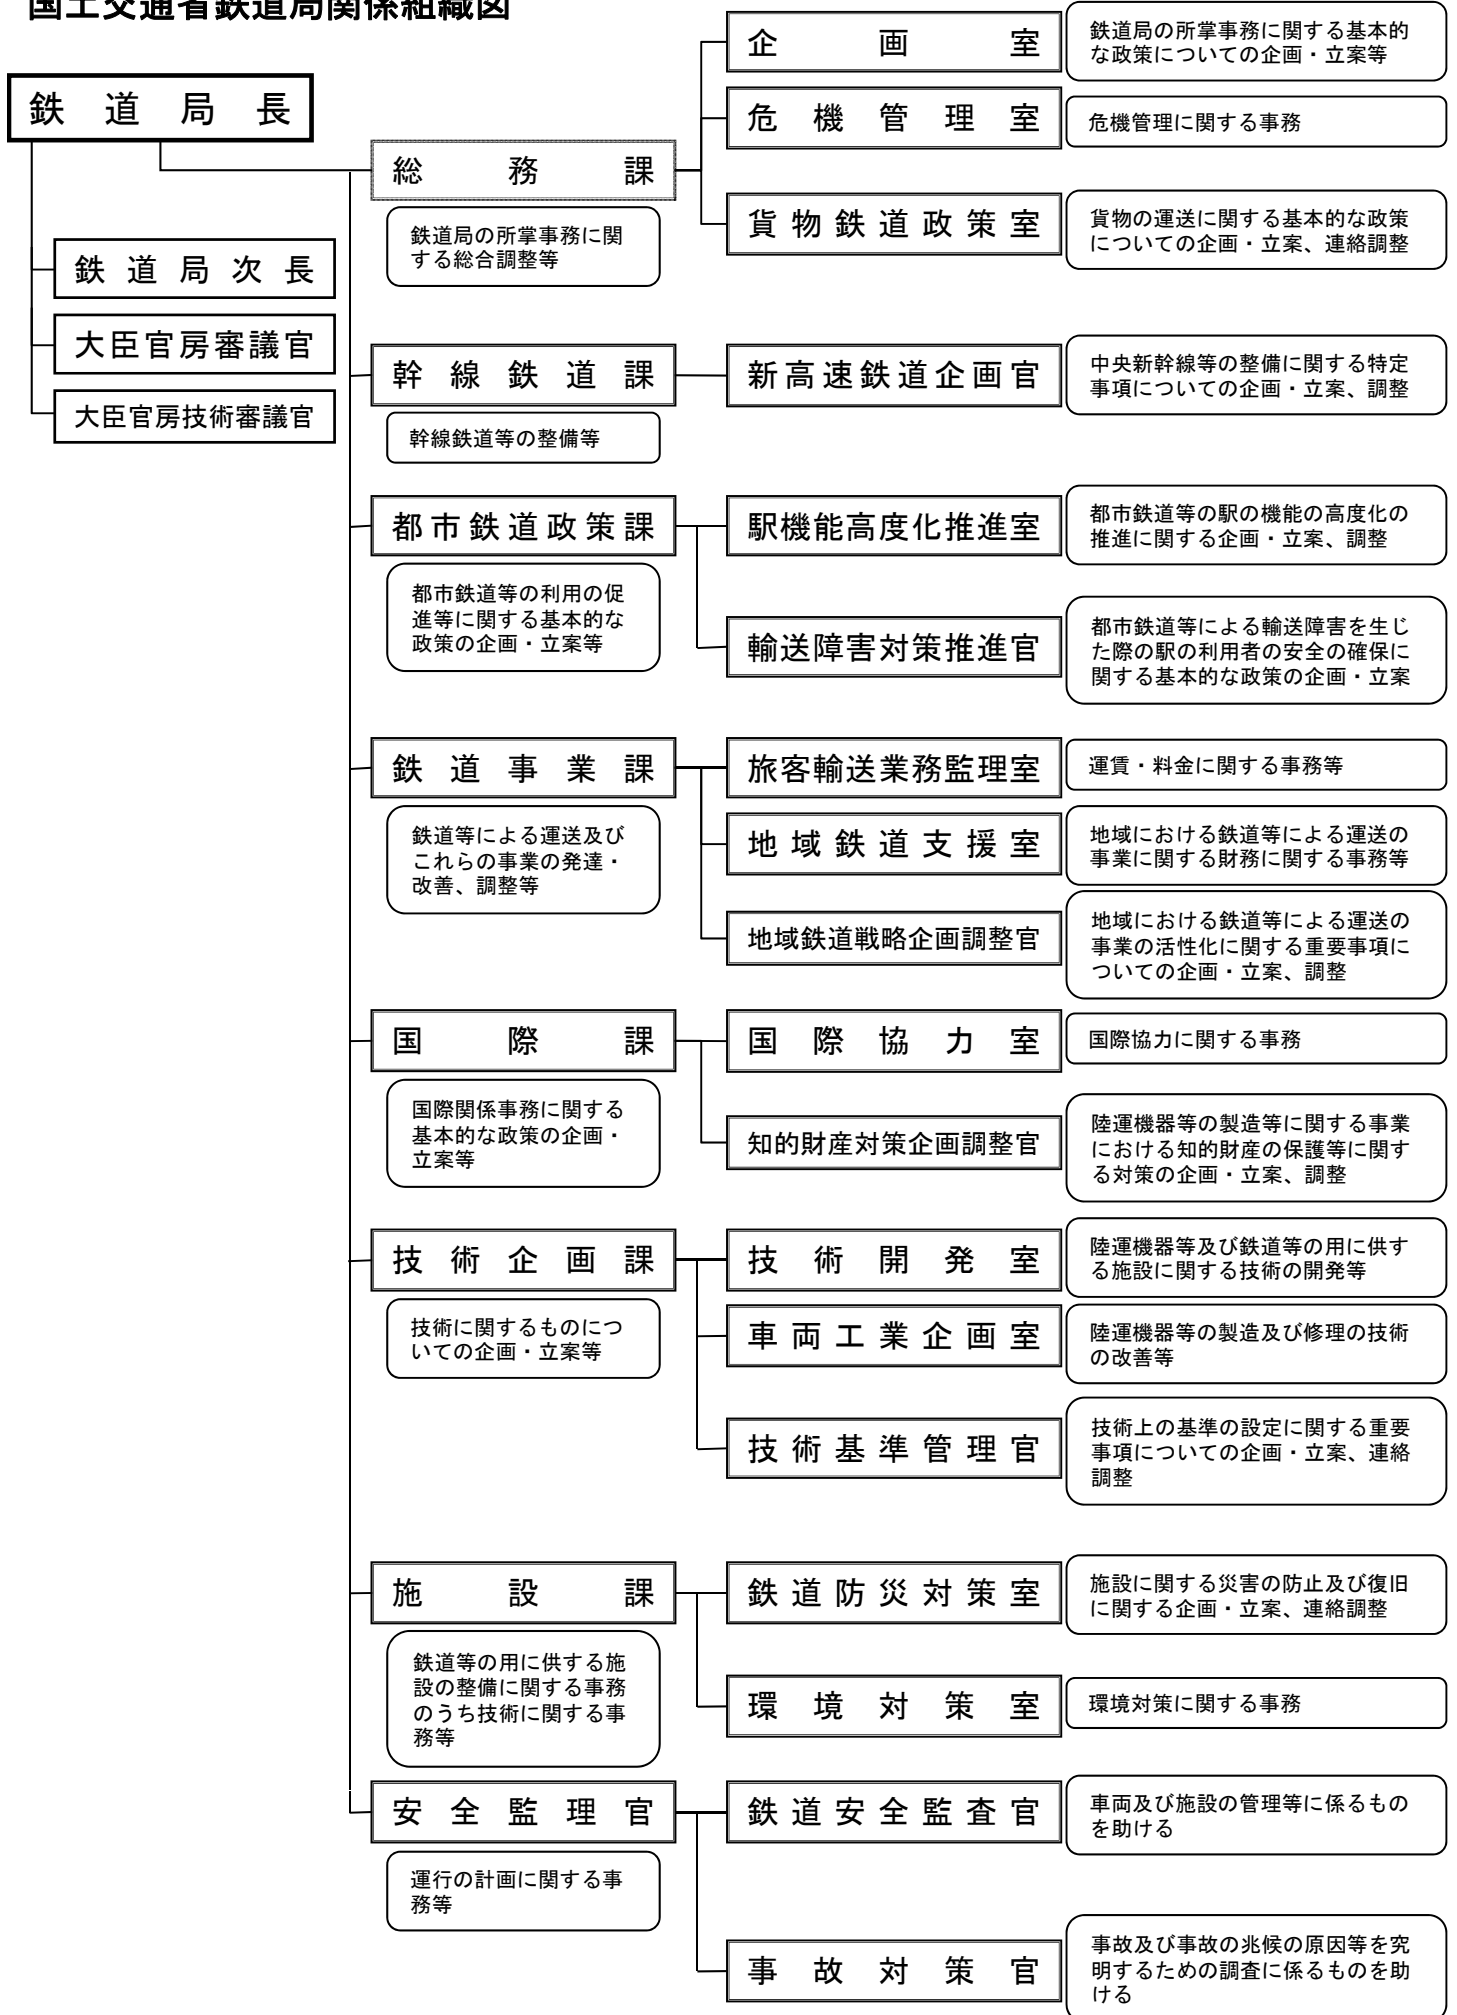 国土交通省鉄道局関係組織図
鉄道局長
鉄道局次長
大臣官房審議官
大臣官房技術審議官
総務課
鉄道局の所掌事務に関
する総合調整等
企画室
鉄道局の所掌事務に関する基本的
な政策についての企画・立案等
危機管理室
危機管理に関する事務
貨物鉄道政策室
貨物の運送に関する基本的な政策
についての企画・立案、連絡調整
幹線鉄道課
幹線鉄道等の整備等
新高速鉄道企画官
中央新幹線等の整備に関する特定
事項についての企画・立案、調整
都市鉄道政策課
都市鉄道等の利用の促
進等に関する基本的な
政策の企画・立案等
駅機能高度化推進室
都市鉄道等の駅の機能の高度化の
推進に関する企画・立案、調整
輸送障害対策推進官
都市鉄道等による輸送障害を生じ
た際の駅の利用者の安全の確保に
関する基本的な政策の企画・立案
鉄道事業課
鉄道等による運送及び
これらの事業の発達・
改善、調整等
旅客輸送業務監理室
運賃・料金に関する事務等
地域鉄道支援室
地域における鉄道等による運送の
事業に関する財務に関する事務等
地域鉄道戦略企画調整官
地域における鉄道等による運送の
事業の活性化に関する重要事項に
ついての企画・立案、調整
国際課
国際関係事務に関する
基本的な政策の企画・
立案等
国際協力室
国際協力に関する事務
知的財産対策企画調整官
陸運機器等の製造等に関する事業
における知的財産の保護等に関す
る対策の企画・立案、調整
技術企画課
技術に関するものにつ
いての企画・立案等
技術開発室
陸運機器等及び鉄道等の用に供す
る施設に関する技術の開発等
車両工業企画室
陸運機器等の製造及び修理の技術
の改善等
技術基準管理官
技術上の基準の設定に関する重要
事項についての企画・立案、連絡
調整
施設課
鉄道等の用に供する施
設の整備に関する事務
のうち技術に関する事
務等
鉄道防災対策室
施設に関する災害の防止及び復旧
に関する企画・立案、連絡調整
環境対策室
環境対策に関する事務
安全監理官
運行の計画に関する事
務等
鉄道安全監査官
車両及び施設の管理等に係るもの
を助ける
事故対策官
事故及び事故の兆候の原因等を究
明するための調査に係るものを助
ける